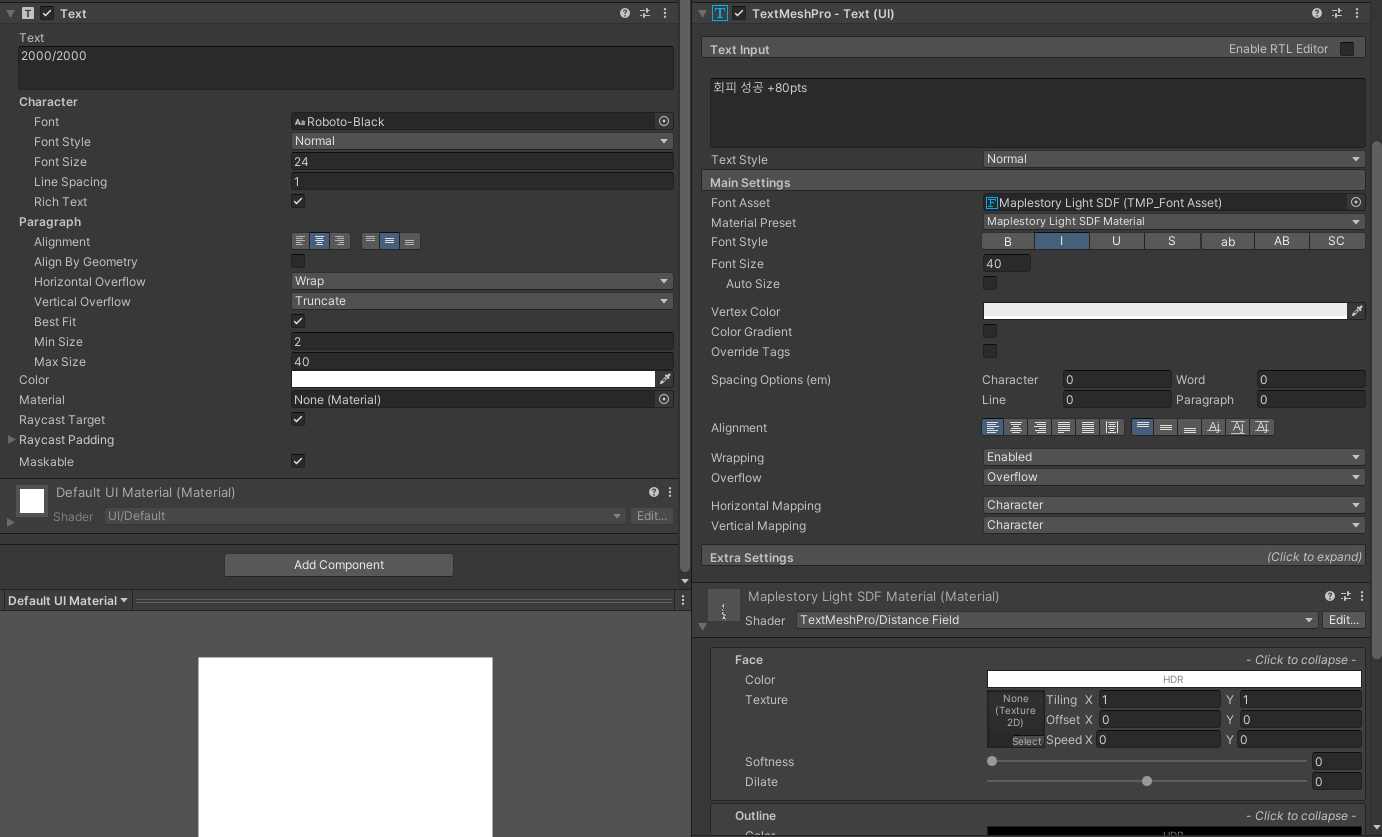 Text
Text
2000/2000
Character
Font
Aa Roboto-Black
Font Style
Normal
Font Size
24
Line Spacing
1
Rich Text
Paragraph
Alignment
Align By Geometry
Horizontal Overflow
Wrap
Vertical Overflow
Truncate
Best Fit
Min Size
2
Max Size
40
Color
Material
None (Material)
Raycast Target
Raycast Padding
Maskable
Default UI Material (Material)
Shader
UI/Default
Edit...
Add Component
Default UI Material
TextMeshPro - Text (UI)
Text Input
Enable RTL Editor
회피 성공 +80pts
Text Style
Normal
Main Settings
Font Asset
Maplestory Light SDF (TMP_Font Asset)
Material Preset
Maplestory Light SDF Material
Font Style
B I U S ab AB SC
Font Size
40
Auto Size
Vertex Color
Color Gradient
Override Tags
Spacing Options (em)
Character 0 Word 0
Line 0 Paragraph 0
Alignment
Wrapping
Enabled
Overflow
Overflow
Horizontal Mapping
Character
Vertical Mapping
Character
Extra Settings
(Click to expand)
Maplestory Light SDF Material (Material)
Shader
TextMeshPro/Distance Field
Edit...
Face
- Click to collapse -
Color
HDR
Texture
None
(Texture
2D)
Select
Tiling X 1 Y 1
Offset X 0 Y 0
Speed X 0 Y 0
Softness
0
Dilate
0
Outline
- Click to collapse -
Color
HDR